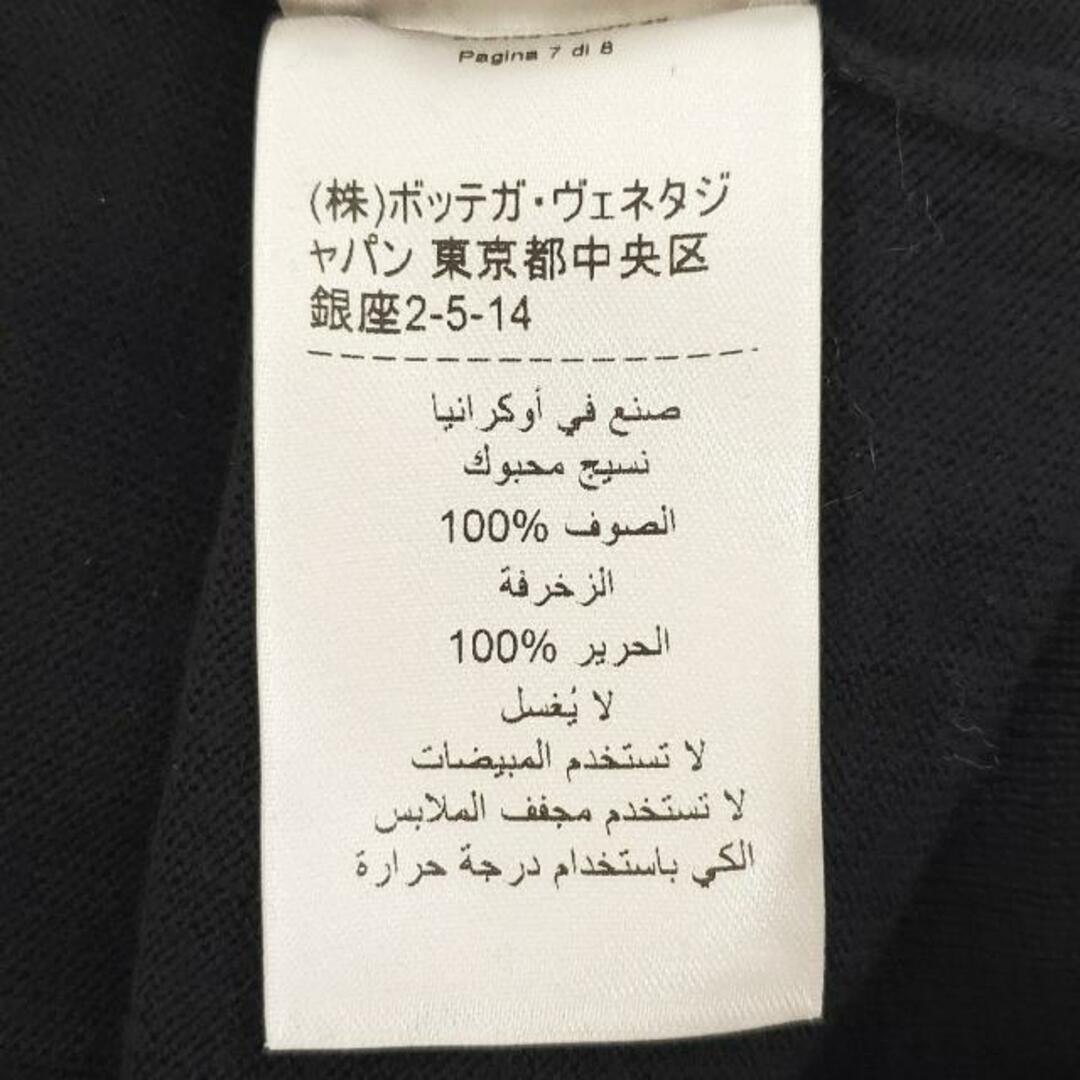 Pagina 7 di 8
(株)ボッテガ・ヴェネタジ
ャパン 東京都中央区
銀座2-5-14
صنع في أوكرانيا
نسيج محبوك
الصوف 100%
الزخرفة
الحرير 100%
لا يُغسل
لا تستخدم المبيضات
لا تستخدم مجفف الملابس
الكي باستخدام درجة حرارة